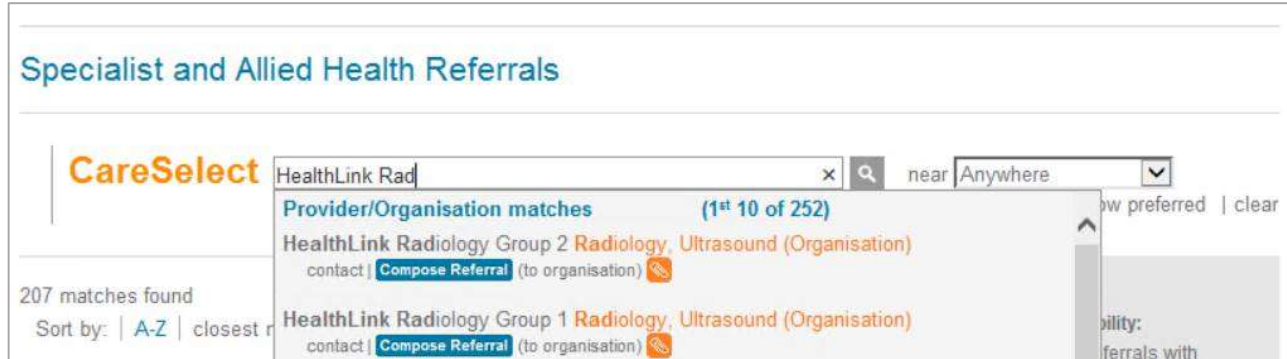 Specialist and Allied Health Referrals
CareSelect HealthLink Rad × near Anywhere
preferred | clear
Provider/Organisation matches (1st 10 of 252)
HealthLink Radiology Group 2 Radiology, Ultrasound (Organisation)
contact | Compose Referral (to organisation)
207 matches found
Sort by: | A-Z | closest
HealthLink Radiology Group 1 Radiology, Ultrasound (Organisation)
contact | Compose Referral (to organisation)